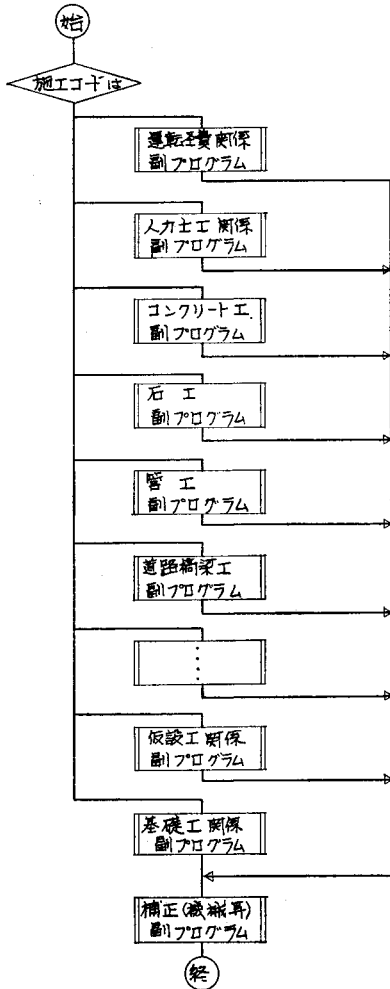 始
施工コードは
運転経費関係
副プログラム
人力土工関係
副プログラム
コンクリート工.
副プログラム
石 工
副プログラム
管 工
副プログラム
道路橋梁工
副プログラム
仮設工関係
副プログラム
基礎工関係
副プログラム
補正(機械算)
副プログラム
終